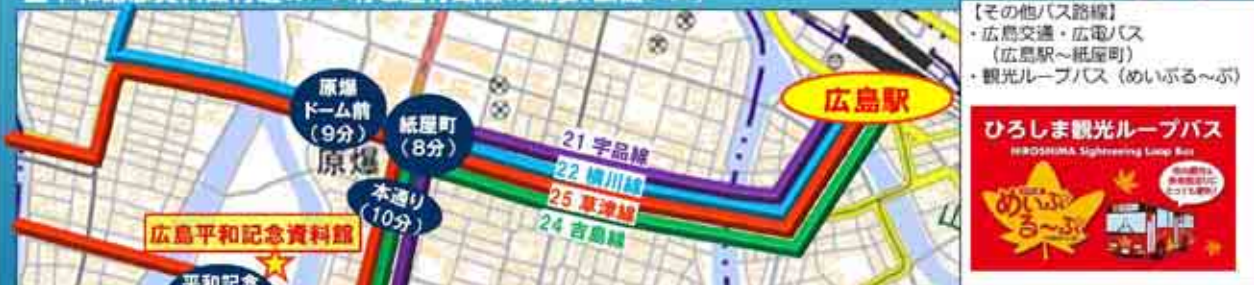 【その他バス路線】
・広島交通・広電バス
(広島駅～紙屋町)
・観光ループバス(めいぷる～ぷ)
原爆
ドーム前
(9分)
紙屋町
(8分)
原爆
本通り
(10分)
広島駅
21 宇品線
22 横川線
25 草津線
24 吉島線
広島平和記念資料館
平和記念
ひろしま観光ループバス
HIROSHIMA Sightseeing Loop Bus
めいぷ
る～ぷ